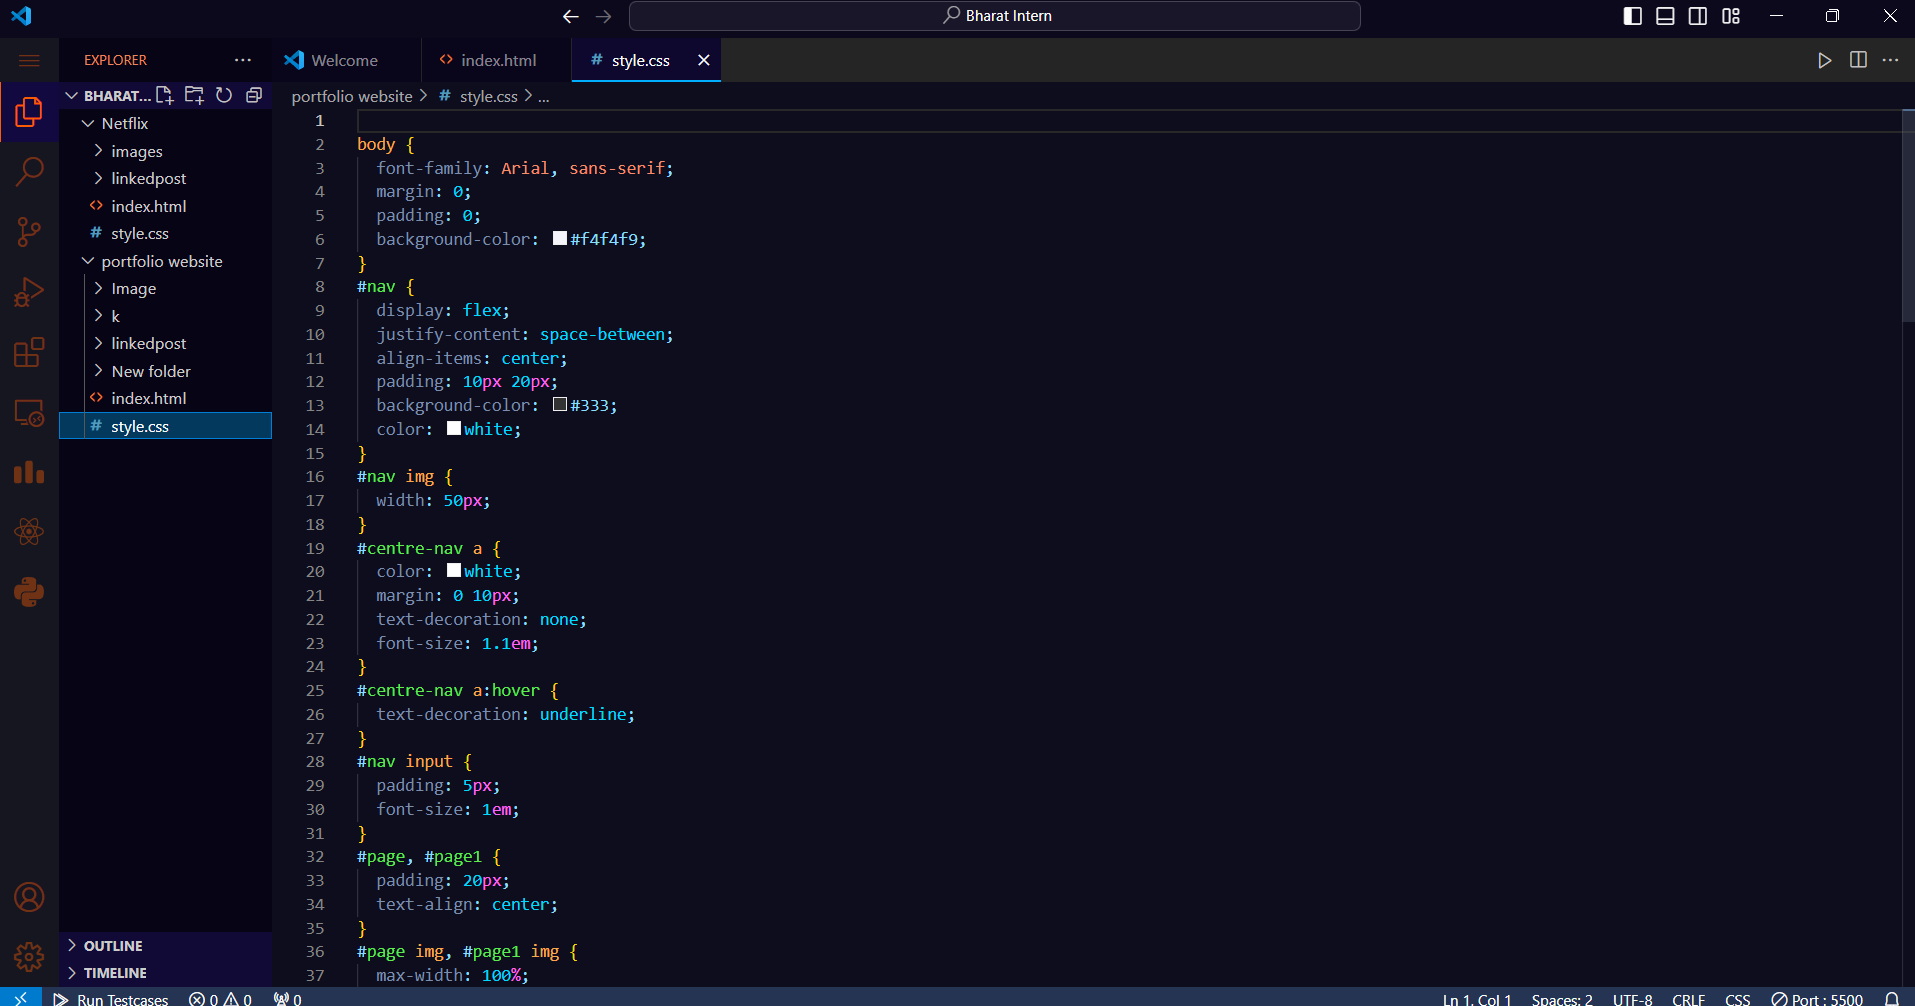 Bharat Intern
EXPLORER
Welcome
index.html
# style.css
BHARAT...
portfolio website > # style.css > ...
Netflix
images
linkedpost
index.html
# style.css
portfolio website
Image
k
linkedpost
New folder
index.html
# style.css
OUTLINE
TIMELINE
1
2 body {
3 font-family: Arial, sans-serif;
4 margin: 0;
5 padding: 0;
6 background-color: #f4f4f9;
7 }
8 #nav {
9 display: flex;
10 justify-content: space-between;
11 align-items: center;
12 padding: 10px 20px;
13 background-color: #333;
14 color: white;
15 }
16 #nav img {
17 width: 50px;
18 }
19 #centre-nav a {
20 color: white;
21 margin: 0 10px;
22 text-decoration: none;
23 font-size: 1.1em;
24 }
25 #centre-nav a:hover {
26 text-decoration: underline;
27 }
28 #nav input {
29 padding: 5px;
30 font-size: 1em;
31 }
32 #page, #page1 {
33 padding: 20px;
34 text-align: center;
35 }
36 #page img, #page1 img {
37 max-width: 100%;
Run Testcases 0 0 0 Ln 1, Col 1 Spaces: 2 UTF-8 CRLF CSS Port : 5500